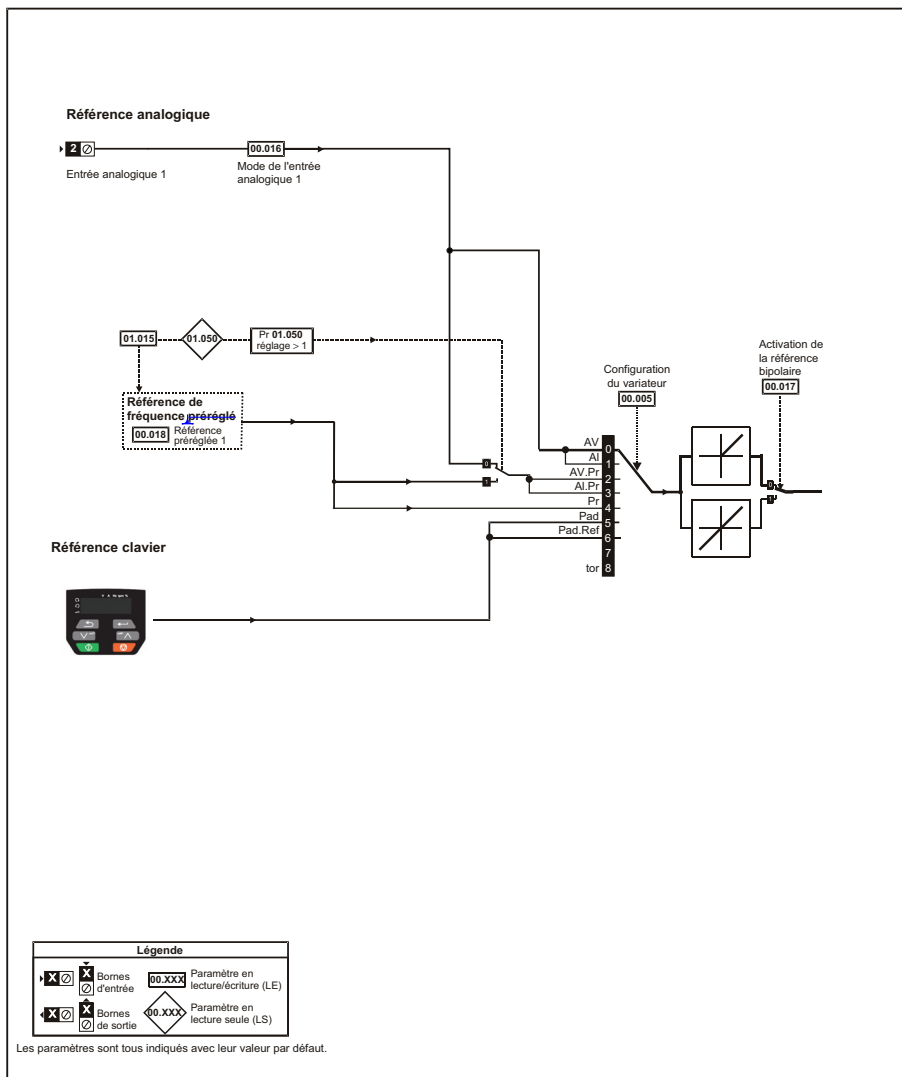 Référence analogique
2
00.016
Entrée analogique 1
Mode de l'entrée
analogique 1
01.015
01.050
Pr 01.050
réglage > 1
Référence de
fréquence préréglé
00.018
Référence
préréglée 1
Configuration
du variateur
00.005
Activation de
la référence
bipolaire
00.017
0
1
AV 0
AI 1
AV.Pr 2
AI.Pr 3
Pr 4
Pad 5
Pad.Ref 6
7
tor 8
0
1
Référence clavier
Légende
X
X
Bornes
d'entrée
00.XXX
Paramètre en
lecture/écriture (LE)
X
X
Bornes
de sortie
00.XXX
Paramètre en
lecture seule (LS)
Les paramètres sont tous indiqués avec leur valeur par défaut.